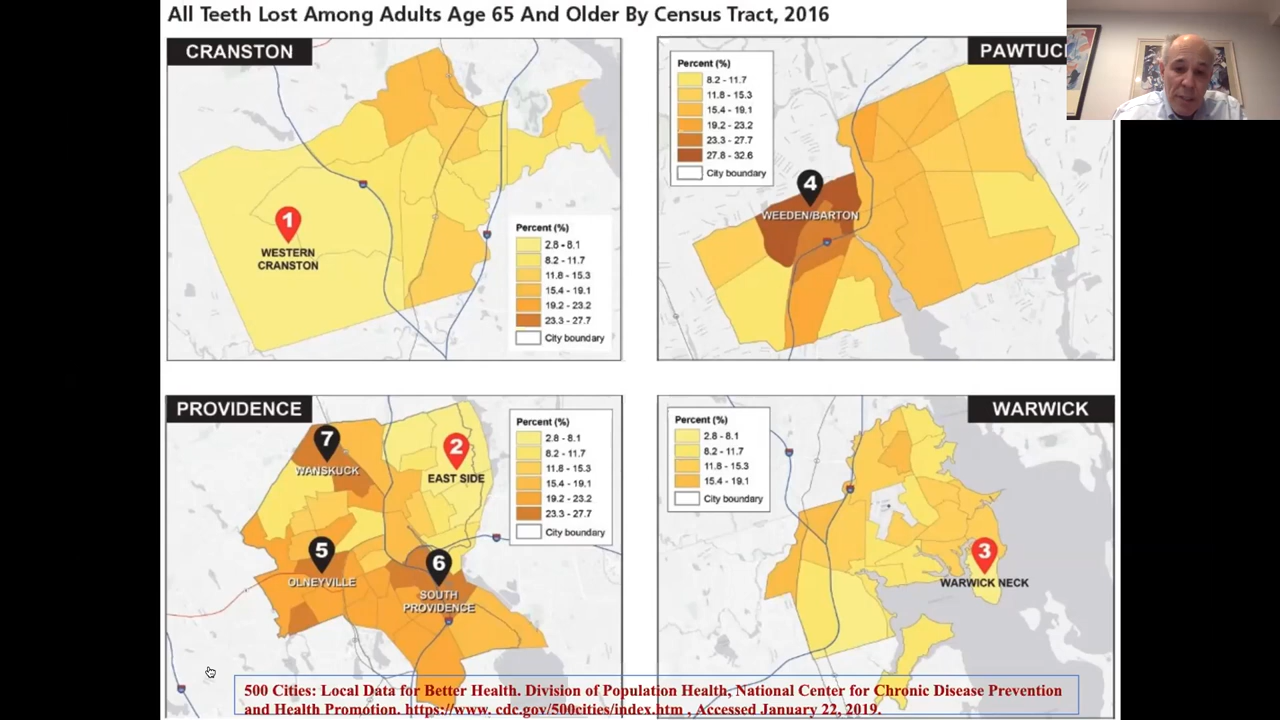 All Teeth Lost Among Adults Age 65 And Older By Census Tract, 2016
CRANSTON
1
WESTERN
CRANSTON
Percent (%)
2.8 - 8.1
8.2 - 11.7
11.8 - 15.3
15.4 - 19.1
19.2 - 23.2
23.3 - 27.7
City boundary
PAWTUC
Percent (%)
8.2 - 11.7
11.8 - 15.3
15.4 - 19.1
19.2 - 23.2
23.3 - 27.7
27.8 - 32.6
City boundary
4
WEEDEN/BARTON
PROVIDENCE
Percent (%)
2.8 - 8.1
8.2 - 11.7
11.8 - 15.3
15.4 - 19.1
19.2 - 23.2
23.3 - 27.7
City boundary
7
WANSKUCK
2
EAST SIDE
5
OLNEYVILLE
6
SOUTH
PROVIDENCE
WARWICK
Percent (%)
2.8 - 8.1
8.2 - 11.7
11.8 - 15.3
15.4 - 19.1
City boundary
3
WARWICK NECK
500 Cities: Local Data for Better Health. Division of Population Health, National Center for Chronic Disease Prevention
and Health Promotion. https://www. cdc.gov/500cities/index.htm , Accessed January 22, 2019.